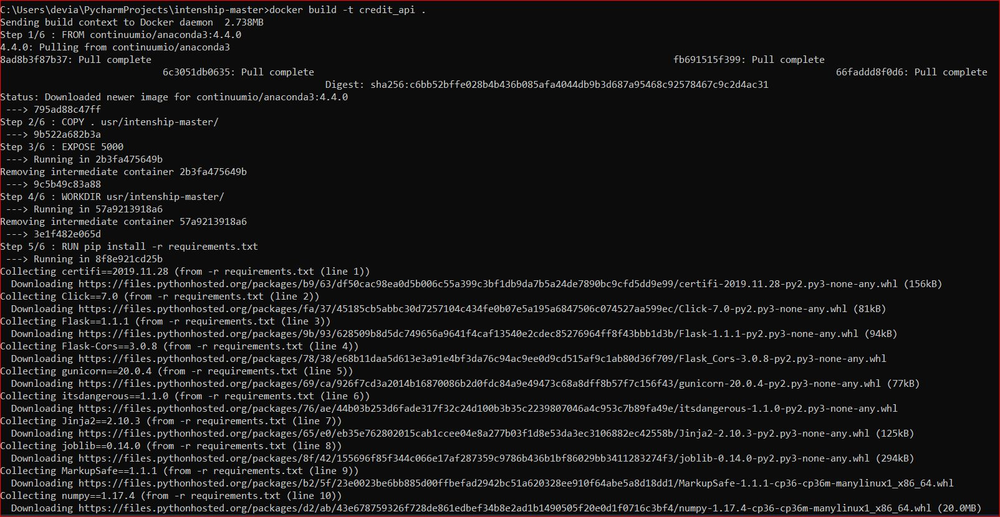 C:\Users\devia\PycharmProjects\intenship-master>docker build -t credit_api .
Sending build context to Docker daemon  2.738MB
Step 1/6 : FROM continuumio/anaconda3:4.4.0
4.4.0: Pulling from continuumio/anaconda3
8ad8b3f87b37: Pull complete fb691515f399: Pull complete
6c3051db0635: Pull complete 66faddd8f0d6: Pull complete
Digest: sha256:c6bb52bffe028b4b436b085afa4044db9b3d687a95468c92578467c9c2d4ac31
Status: Downloaded newer image for continuumio/anaconda3:4.4.0
 ---> 795ad88c47ff
Step 2/6 : COPY . usr/intenship-master/
 ---> 9b522a682b3a
Step 3/6 : EXPOSE 5000
 ---> Running in 2b3fa475649b
Removing intermediate container 2b3fa475649b
 ---> 9c5b49c83a88
Step 4/6 : WORKDIR usr/intenship-master/
 ---> Running in 57a9213918a6
Removing intermediate container 57a9213918a6
 ---> 3e1f482e065d
Step 5/6 : RUN pip install -r requirements.txt
 ---> Running in 8f8e921cd25b
Collecting certifi==2019.11.28 (from -r requirements.txt (line 1))
  Downloading https://files.pythonhosted.org/packages/b9/63/df50cac98ea0d5b006c55a399c3bf1db9da7b5a24de7890bc9cfd5dd9e99/certifi-2019.11.28-py2.py3-none-any.whl (156kB)
Collecting Click==7.0 (from -r requirements.txt (line 2))
  Downloading https://files.pythonhosted.org/packages/fa/37/45185cb5abbc30d7257104c434fe0b07e5a195a6847506c074527aa599ec/Click-7.0-py2.py3-none-any.whl (81kB)
Collecting Flask==1.1.1 (from -r requirements.txt (line 3))
  Downloading https://files.pythonhosted.org/packages/9b/93/628509b8d5dc749656a9641f4caf13540e2cdec85276964ff8f43bbb1d3b/Flask-1.1.1-py2.py3-none-any.whl (94kB)
Collecting Flask-Cors==3.0.8 (from -r requirements.txt (line 4))
  Downloading https://files.pythonhosted.org/packages/78/38/e68b11daa5d613e3a91e4bf3da76c94ac9ee0d9cd515af9c1ab80d36f709/Flask_Cors-3.0.8-py2.py3-none-any.whl
Collecting gunicorn==20.0.4 (from -r requirements.txt (line 5))
  Downloading https://files.pythonhosted.org/packages/69/ca/926f7cd3a2014b16870086b2d0fdc84a9e49473c68a8dff8b57f7c156f43/gunicorn-20.0.4-py2.py3-none-any.whl (77kB)
Collecting itsdangerous==1.1.0 (from -r requirements.txt (line 6))
  Downloading https://files.pythonhosted.org/packages/76/ae/44b03b253d6fade317f32c24d100b3b35c2239807046a4c953c7b89fa49e/itsdangerous-1.1.0-py2.py3-none-any.whl
Collecting Jinja2==2.10.3 (from -r requirements.txt (line 7))
  Downloading https://files.pythonhosted.org/packages/65/e0/eb35e762802015cab1ccee04e8a277b03f1d8e53da3ec3106882ec42558b/Jinja2-2.10.3-py2.py3-none-any.whl (125kB)
Collecting joblib==0.14.0 (from -r requirements.txt (line 8))
  Downloading https://files.pythonhosted.org/packages/8f/42/155696f85f344c066e17af287359c9786b436b1bf86029bb3411283274f3/joblib-0.14.0-py2.py3-none-any.whl (294kB)
Collecting MarkupSafe==1.1.1 (from -r requirements.txt (line 9))
  Downloading https://files.pythonhosted.org/packages/b2/5f/23e0023be6bb885d00ffbefad2942bc51a620328ee910f64abe5a8d18dd1/MarkupSafe-1.1.1-cp36-cp36m-manylinux1_x86_64.whl
Collecting numpy==1.17.4 (from -r requirements.txt (line 10))
  Downloading https://files.pythonhosted.org/packages/d2/ab/43e678759326f728de861edbef34b8e2ad1b1490505f20e0d1f0716c3bf4/numpy-1.17.4-cp36-cp36m-manylinux1_x86_64.whl (20.0MB)